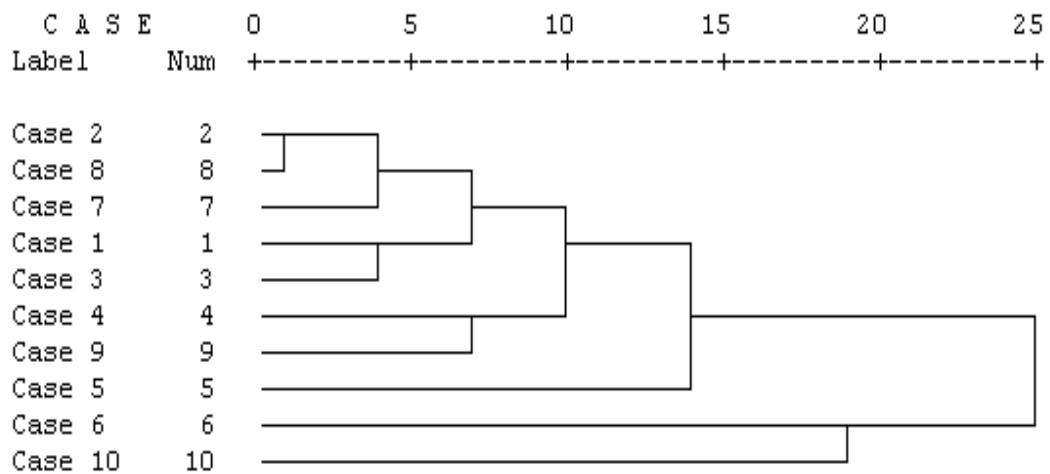 C A S E 0 5 10 15 20 25
Label Num +---------+---------+---------+---------+---------+
Case 2 2
Case 8 8
Case 7 7
Case 1 1
Case 3 3
Case 4 4
Case 9 9
Case 5 5
Case 6 6
Case 10 10